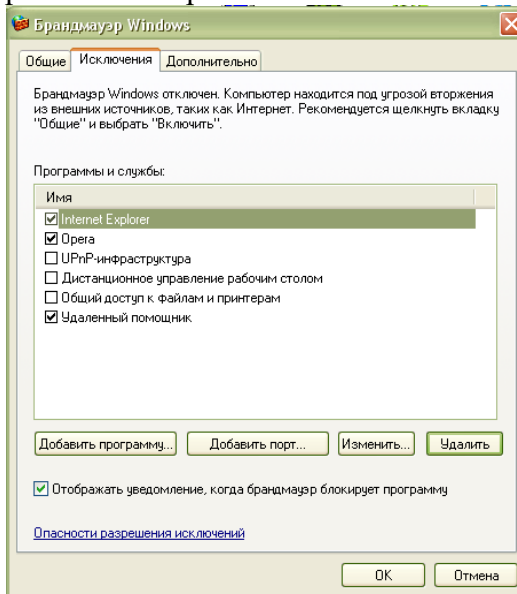 Брандмауэр Windows
Общие Исключения Дополнительно
Брандмауэр Windows отключен. Компьютер находится под угрозой вторжения
из внешних источников, таких как Интернет. Рекомендуется щелкнуть вкладку
"Общие" и выбрать "Включить".
Программы и службы:
Имя
Internet Explorer
Opera
UPnP-инфраструктура
Дистанционное управление рабочим столом
Общий доступ к файлам и принтерам
Удаленный помощник
Добавить программу... Добавить порт... Изменить... Удалить
Отображать уведомление, когда брандмауэр блокирует программу
Опасности разрешения исключений
ОК Отмена